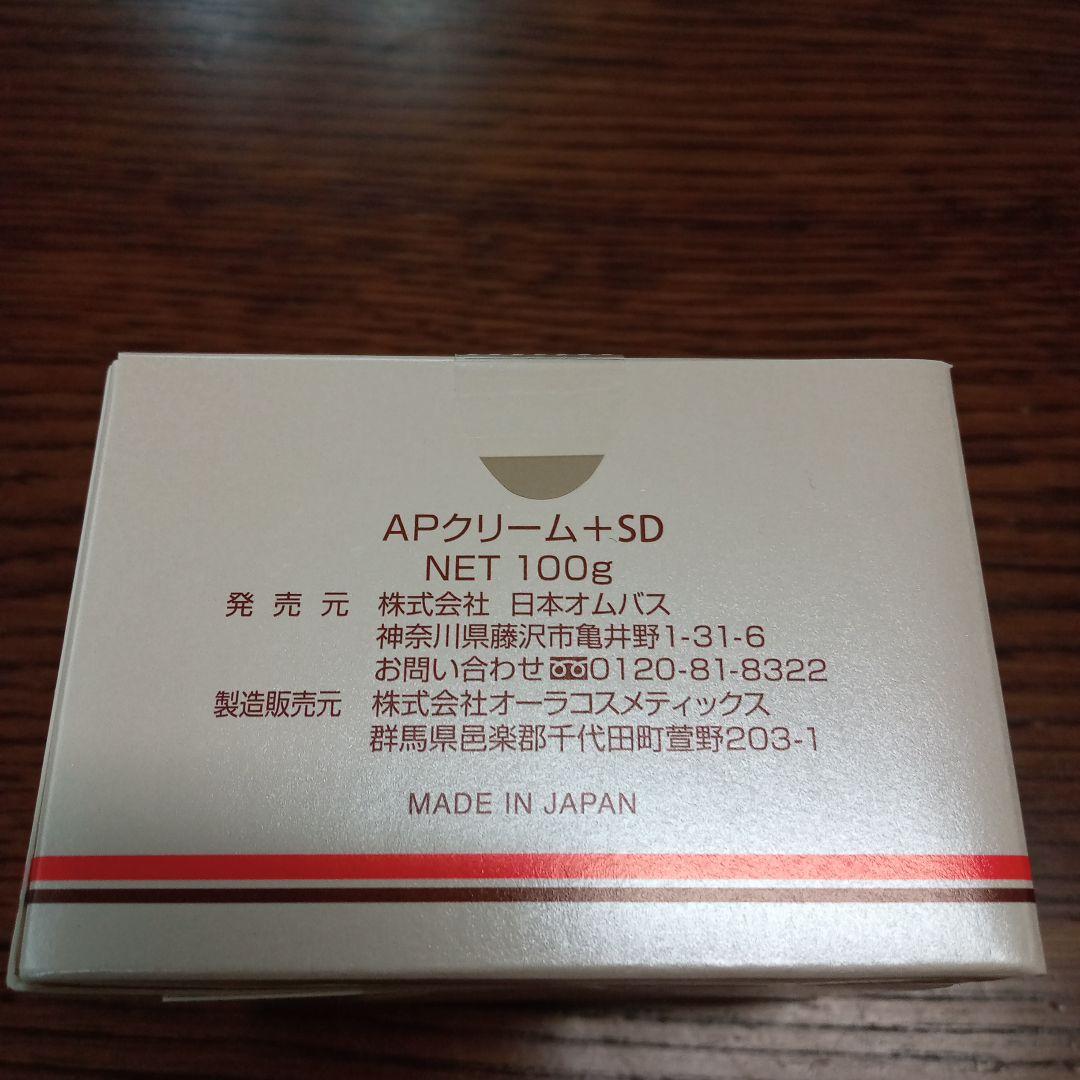 APクリーム+SD
NET 100g
発売元 株式会社 日本オムバス
神奈川県藤沢市亀井野1-31-6
お問い合わせ 0120-81-8322
製造販売元 株式会社オーラコスメティックス
群馬県邑楽郡千代田町萱野203-1
MADE IN JAPAN